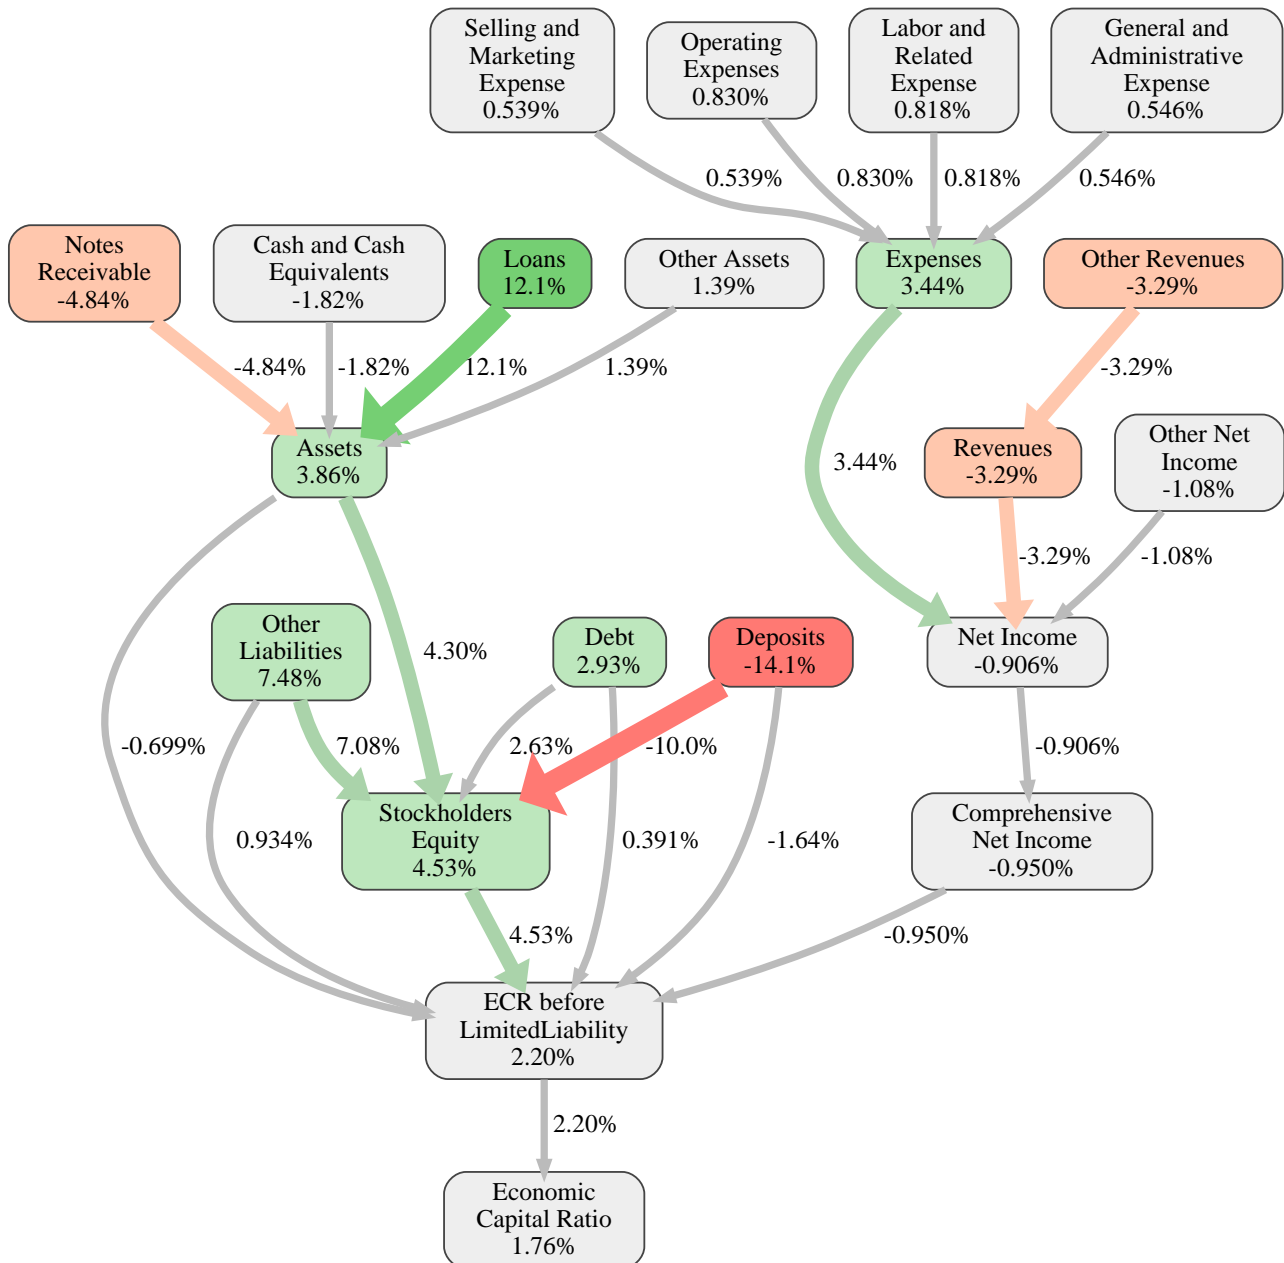 Selling and
Marketing
Expense
0.539%
Operating
Expenses
0.830%
Labor and
Related
Expense
0.818%
General and
Administrative
Expense
0.546%
0.539%
0.830%
0.818%
0.546%
Notes
Receivable
-4.84%
Cash and Cash
Equivalents
-1.82%
Loans
12.1%
Other Assets
1.39%
Expenses
3.44%
Other Revenues
-3.29%
-4.84%
-1.82%
12.1%
1.39%
-3.29%
Assets
3.86%
3.44%
Revenues
-3.29%
Other Net
Income
-1.08%
-3.29%
-1.08%
Other
Liabilities
7.48%
4.30%
Debt
2.93%
Deposits
-14.1%
Net Income
-0.906%
-0.699%
7.08%
2.63%
-10.0%
-0.906%
0.934%
Stockholders
Equity
4.53%
0.391%
-1.64%
Comprehensive
Net Income
-0.950%
4.53%
-0.950%
ECR before
LimitedLiability
2.20%
2.20%
Economic
Capital Ratio
1.76%